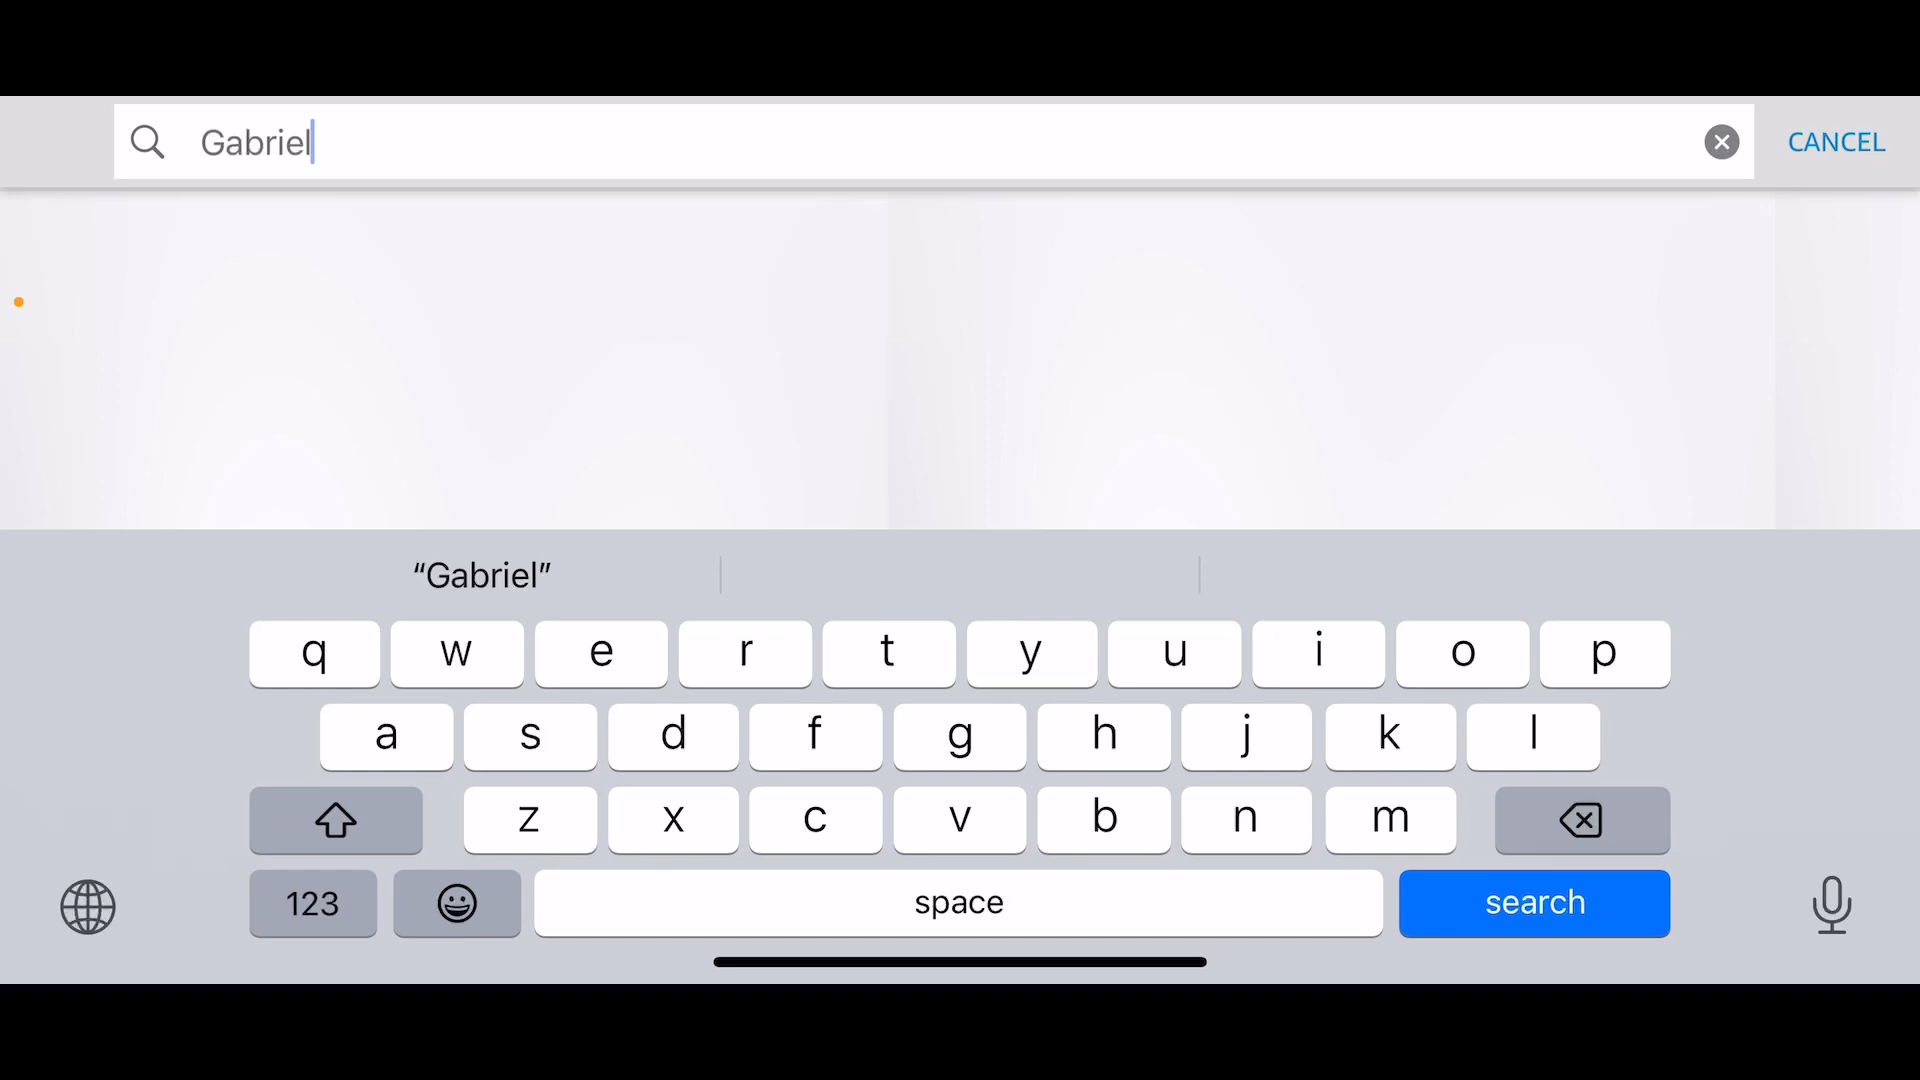 Gabriel
CANCEL
“Gabriel”
q w e r t y u i o p
a s d f g h j k l
z x c v b n m
123 space search